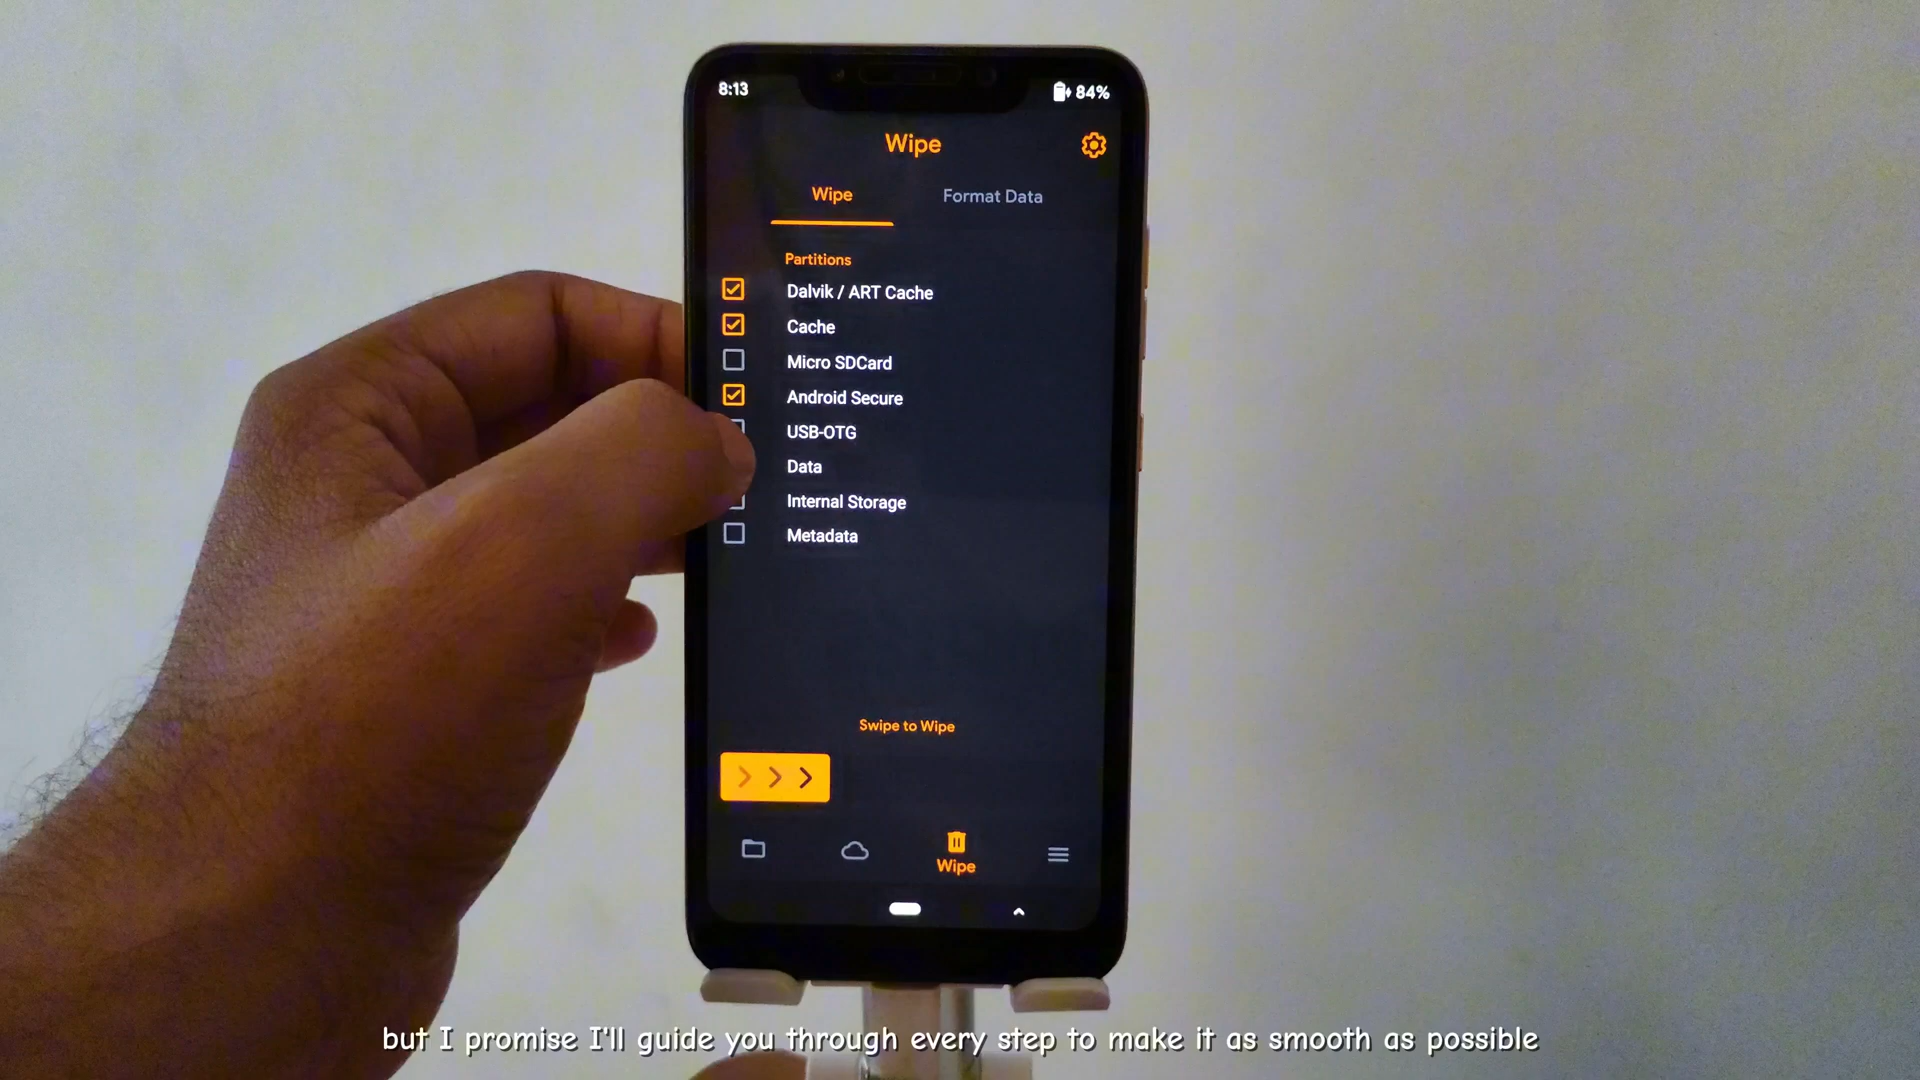 8:13
84%
Wipe
Wipe
Format Data
Partitions
Dalvik / ART Cache
Cache
Micro SDCard
Android Secure
USB-OTG
Data
Internal Storage
Metadata
Swipe to Wipe
Wipe
but I promise I'll guide you through every step to make it as smooth as possible